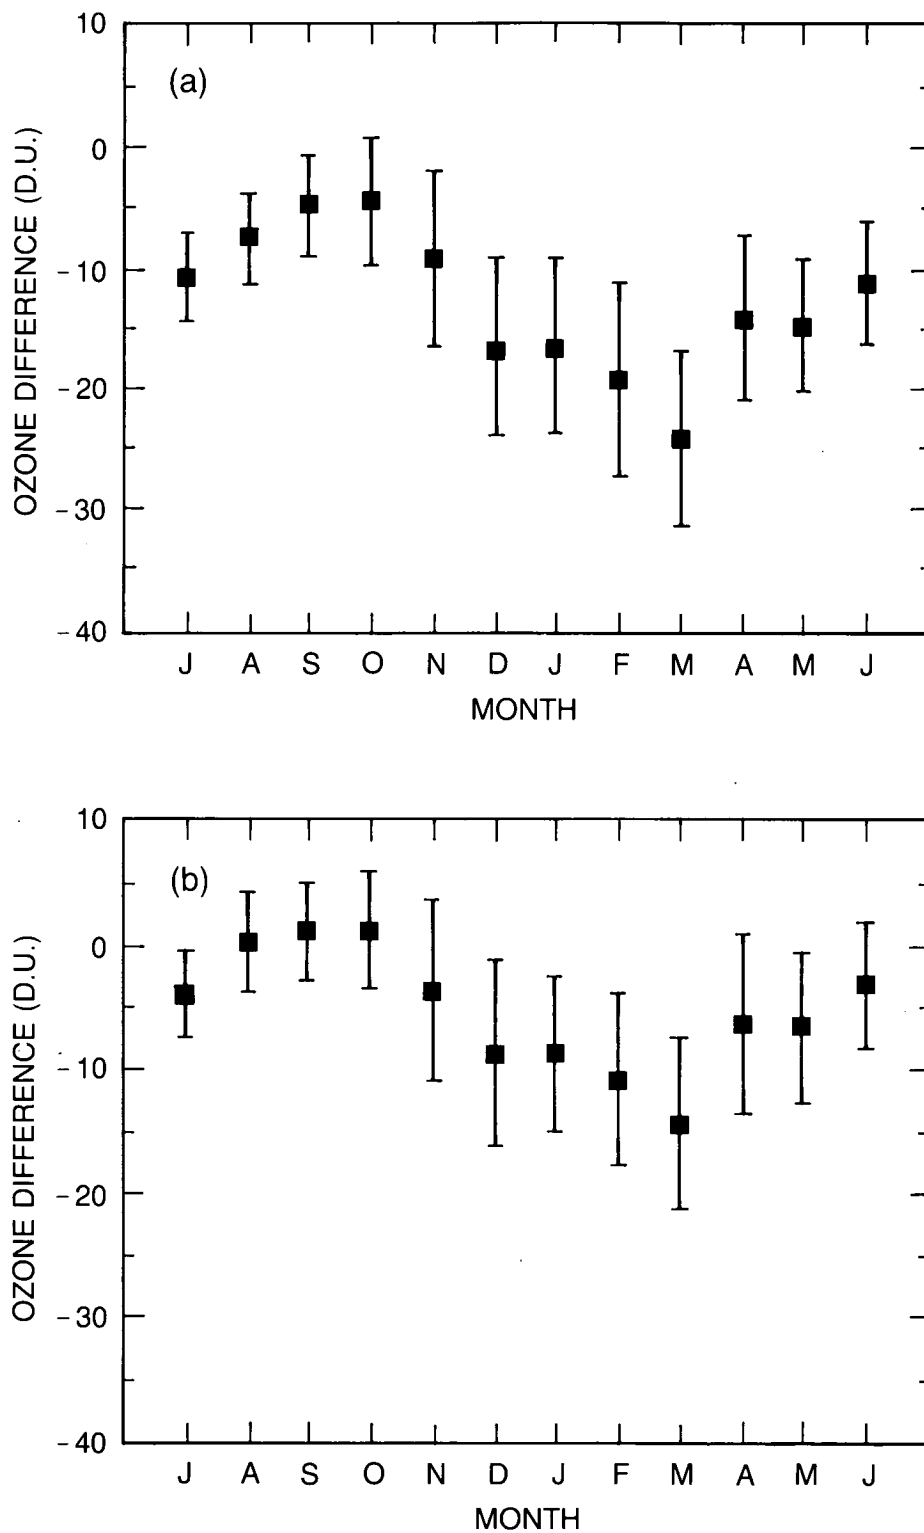 10
(a)
0
-10
-20
-30
-40
OZONE DIFFERENCE (D.U.)
J A S O N D J F M A M J
MONTH
10
(b)
0
-10
-20
-30
-40
OZONE DIFFERENCE (D.U.)
J A S O N D J F M A M J
MONTH